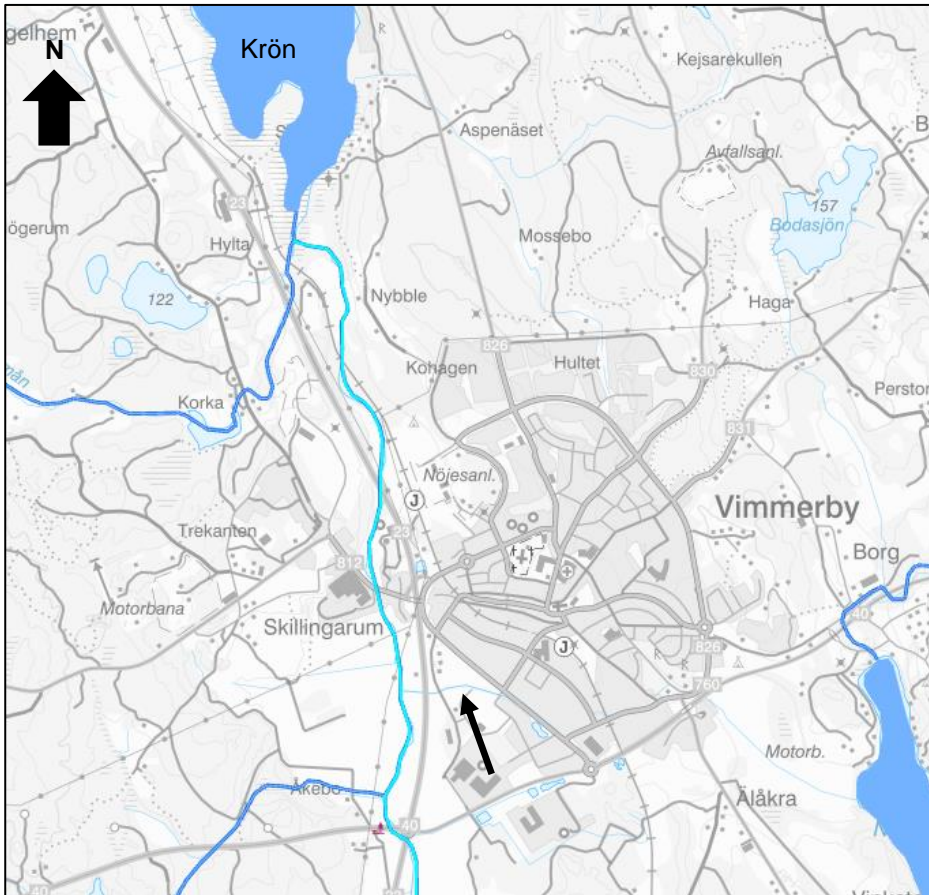 gelhem
N
Krön
R
Kejsarekullen
Aspenäset
Avfallsanl.
157
Bodasjön
23
ögerum
Hylta
Mossebo
122
Nybble
Haga
826
Kohagen
Hultet
830
mån
Korka
Perstor
831
Nöjesanl.
J
Vimmerby
Trekanten
23
812
Borg
Motorbana
40
Skillingarum
J
826
R
R
760
Motorb.
Åkebo
40
Älåkra
40